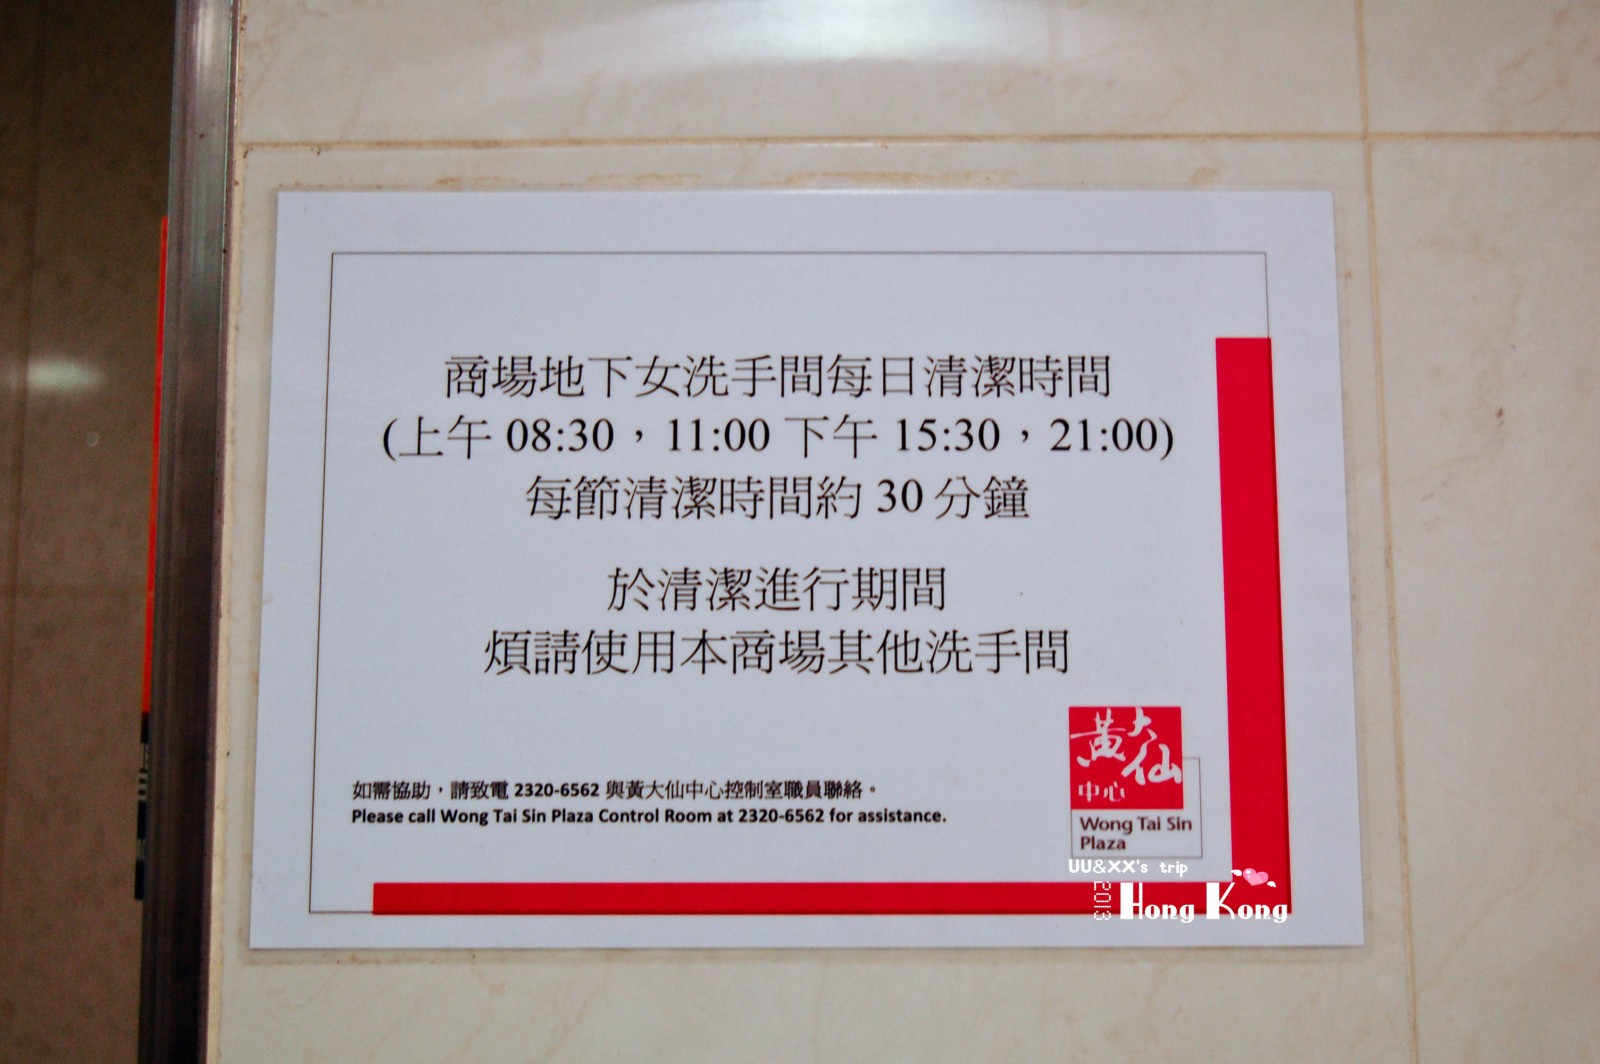 商場地下女洗手間每日清潔時間
(上午 08:30，11:00 下午 15:30，21:00)
每節清潔時間約 30 分鐘
於清潔進行期間
煩請使用本商場其他洗手間
黃大仙
中心
如需協助，請致電 2320-6562 與黃大仙中心控制室職員聯絡。
Please call Wong Tai Sin Plaza Control Room at 2320-6562 for assistance.
Wong Tai Sin
Plaza
UU&XX's trip
2013
Hong Kong